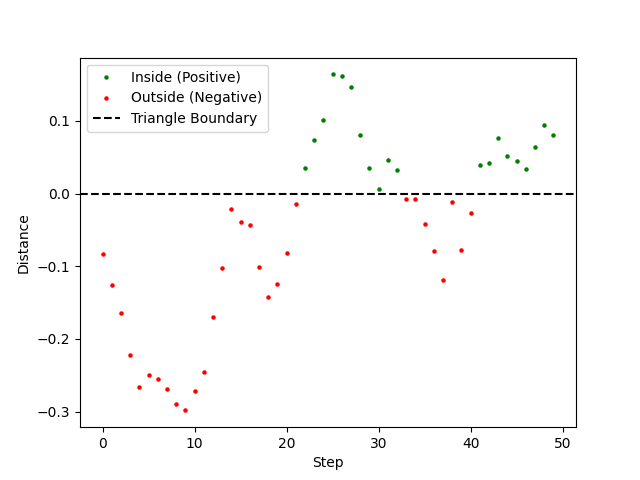 Inside (Positive)
Outside (Negative)
Triangle Boundary
0.1
0.0
−0.1
−0.2
−0.3
Distance
0 10 20 30 40 50
Step